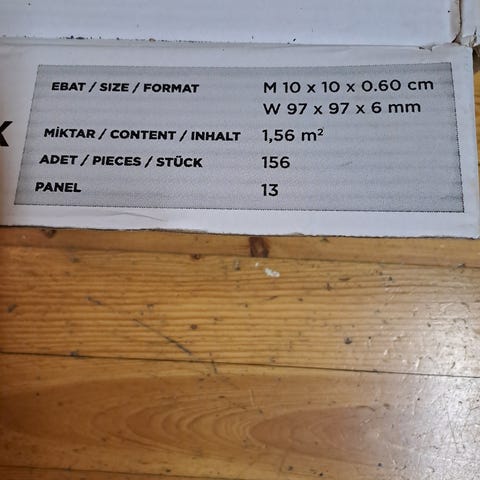 EBAT / SIZE / FORMAT M 10 x 10 x 0.60 cm
W 97 x 97 x 6 mm
MİKTAR / CONTENT / INHALT 1,56 m²
ADET / PIECES / STÜCK 156
PANEL 13